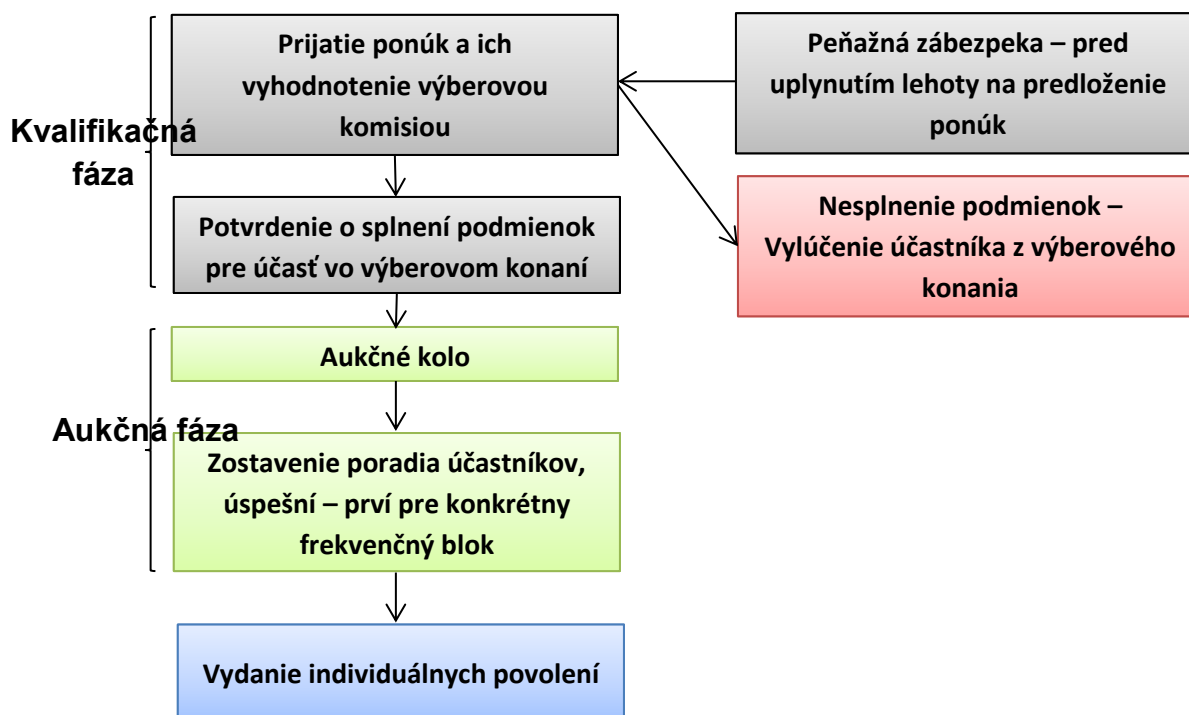 Kvalifikačná
fáza
Prijatie ponúk a ich
vyhodnotenie výberovou
komisiou
Peňažná zábezpeka – pred
uplynutím lehoty na predloženie
ponúk
Potvrdenie o splnení podmienok
pre účasť vo výberovom konaní
Nesplnenie podmienok –
Vylúčenie účastníka z výberového
konania
Aukčná fáza
Aukčné kolo
Zostavenie poradia účastníkov,
úspešní – prví pre konkrétny
frekvenčný blok
Vydanie individuálnych povolení